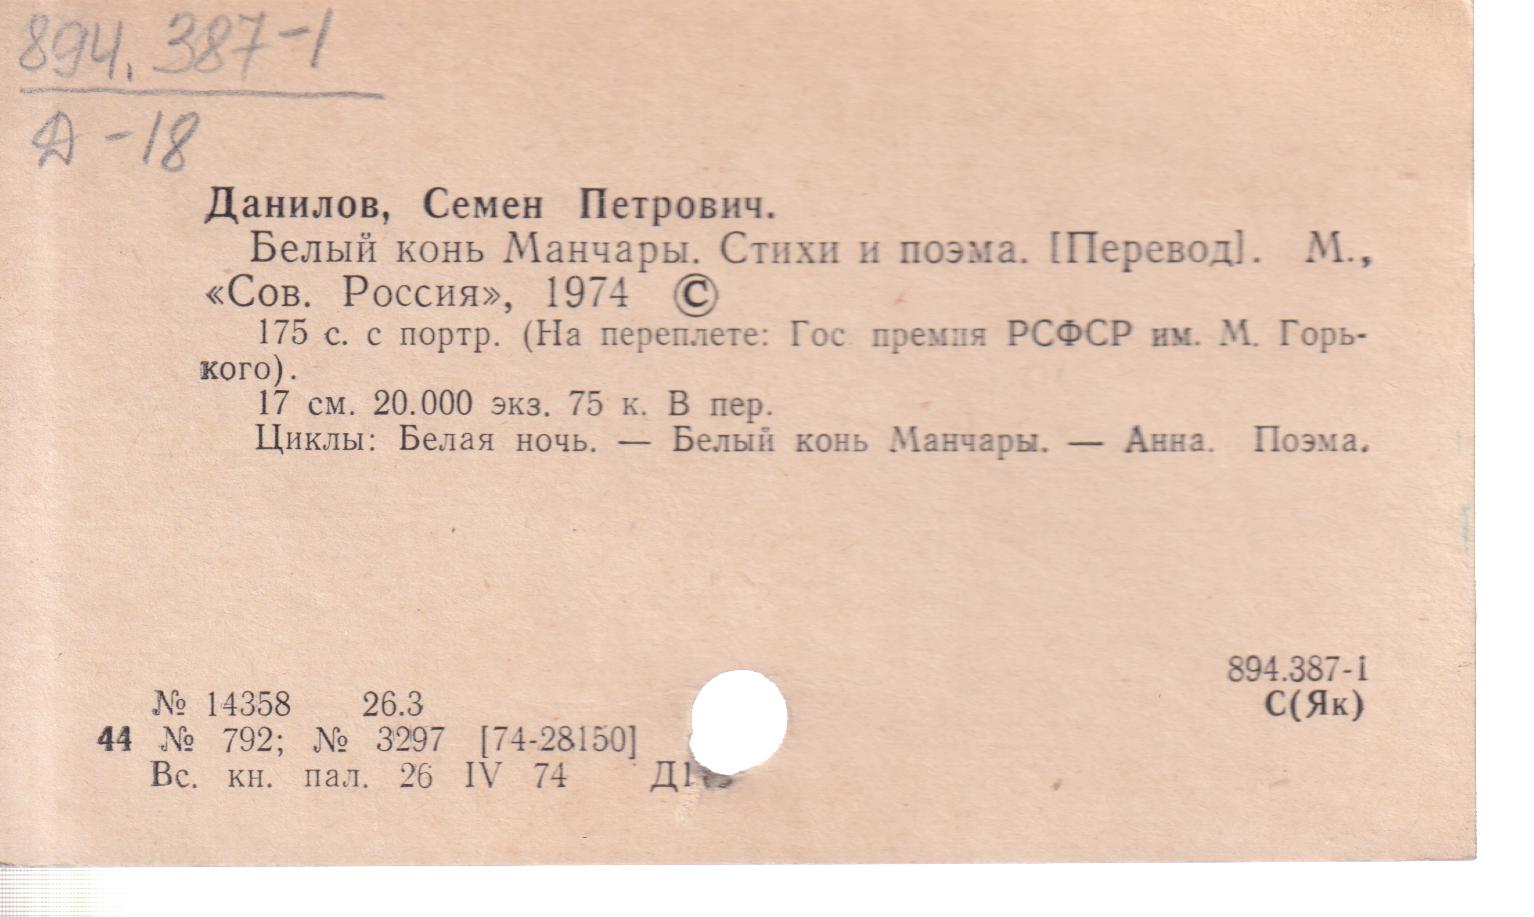 894.387-1
Д-18
Данилов, Семен Петрович.
Белый конь Манчары. Стихи и поэма. [Перевод]. М.,
«Сов. Россия», 1974 ©
175 с. с портр. (На переплете: Гос премия РСФСР им. М. Горь-
кого).
17 см. 20.000 экз. 75 к. В пер.
Циклы: Белая ночь. — Белый конь Манчары. — Анна. Поэма.
894.387-1
№ 14358 26.3 С(Як)
44 № 792; № 3297 [74-28150]
Вс. кн. пал. 26 IV 74